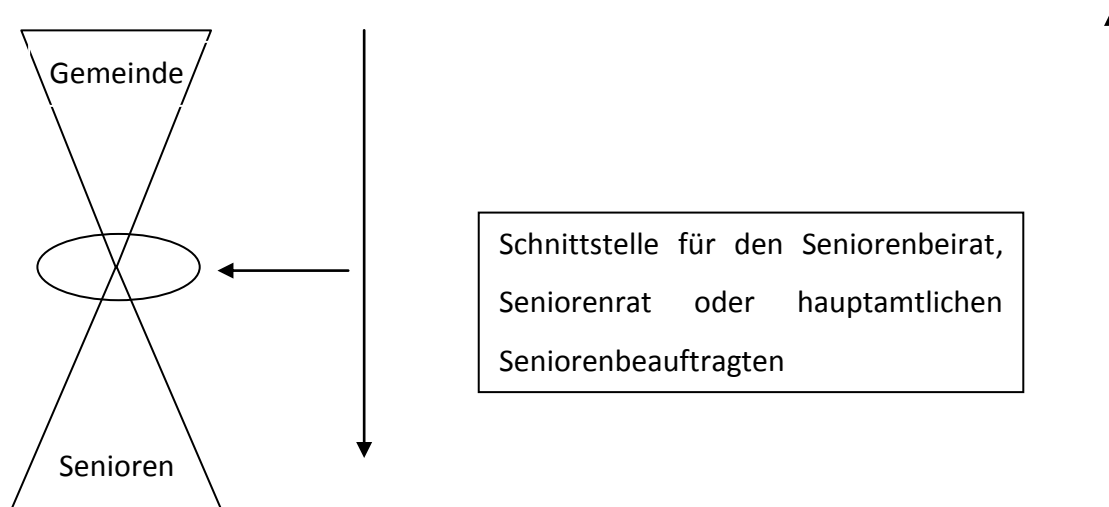 Gemeinde
Schnittstelle für den Seniorenbeirat,
Seniorenrat oder hauptamtlichen
Seniorenbeauftragten
Senioren